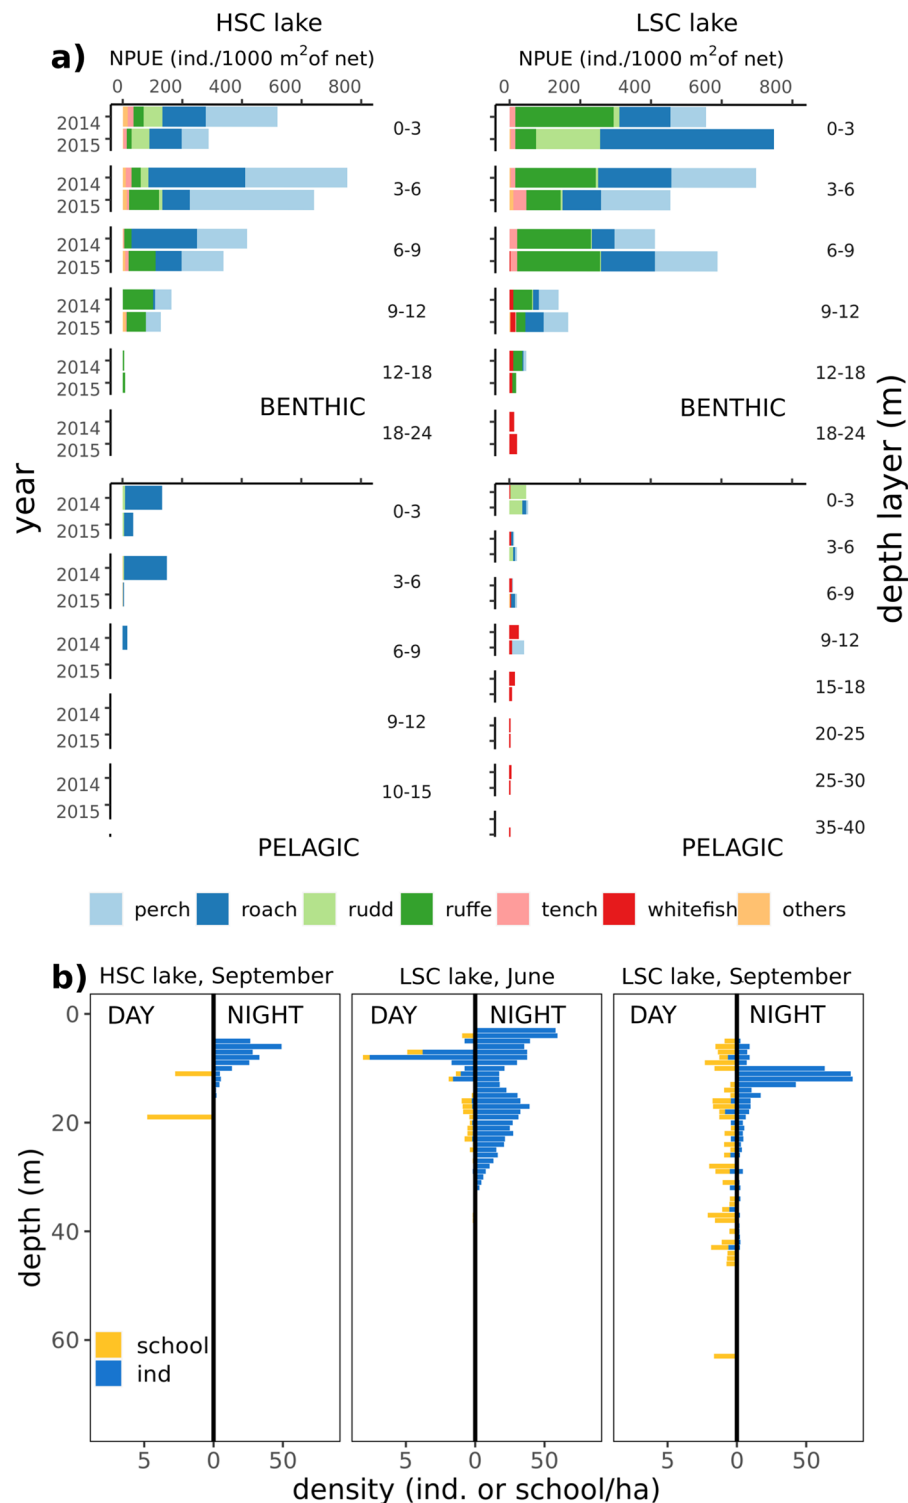 HSC lake LSC lake
a) NPUE (ind./1000 m²of net) NPUE (ind./1000 m²of net)
0 200 400 600 800 0 200 400 600 800
2014
2015 0-3 0-3
2014
2015 3-6 3-6
2014
2015 6-9 6-9
2014
2015 9-12 9-12
2014
2015 12-18 12-18
BENTHIC BENTHIC
2014
2015 18-24 18-24
year
depth layer (m)
2014
2015 0-3
2014
2015 3-6
2014
2015 6-9
2014
2015 9-12
2014
2015 10-15
0-3
3-6
6-9
9-12
15-18
20-25
25-30
35-40
PELAGIC PELAGIC
perch roach rudd ruffe tench whitefish others
b) HSC lake, September LSC lake, June LSC lake, September
DAY NIGHT DAY NIGHT DAY NIGHT
0
20
40
60
depth (m)
school
ind
5 0 50 5 0 50 5 0 50
density (ind. or school/ha)